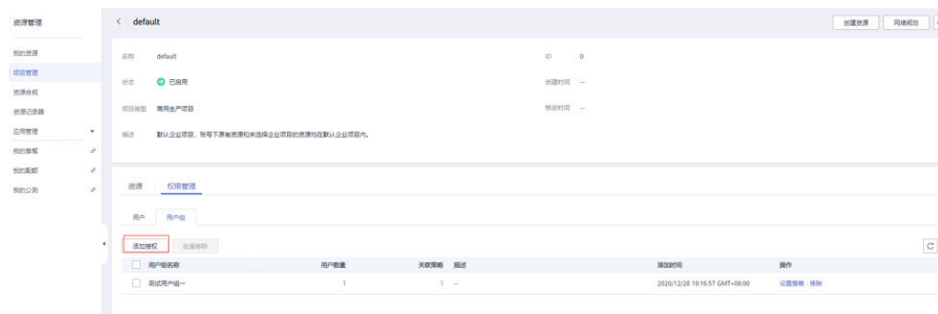 资源管理
我的资源
项目管理
资源合规
资源记录器
应用管理
我的套餐
我的配额
我的公测
default
创建资源
网络规划
名称 default
ID 0
状态 已启用
创建时间 --
项目类型 商用生产项目
修改时间 --
描述 默认企业项目，账号下原有资源和未选择企业项目的资源均在默认企业项目内。
资源 权限管理
用户 用户组
添加授权 批量移除
用户组名称 用户数量 关联策略 描述 添加时间 操作
测试用户组一 1 1 -- 2020/12/28 19:16:57 GMT+08:00 设置策略 移除